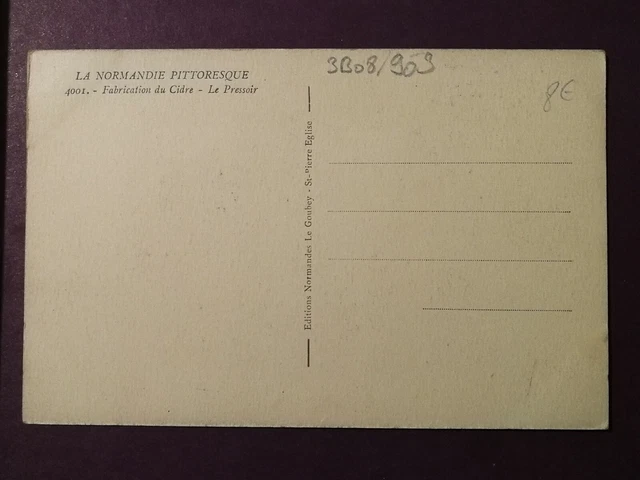 LA NORMANDIE PITTORESQUE
4001. - Fabrication du Cidre - Le Pressoir
Editions Normandes Le Goubey - St-Pierre Eglise
3B08/909
8€